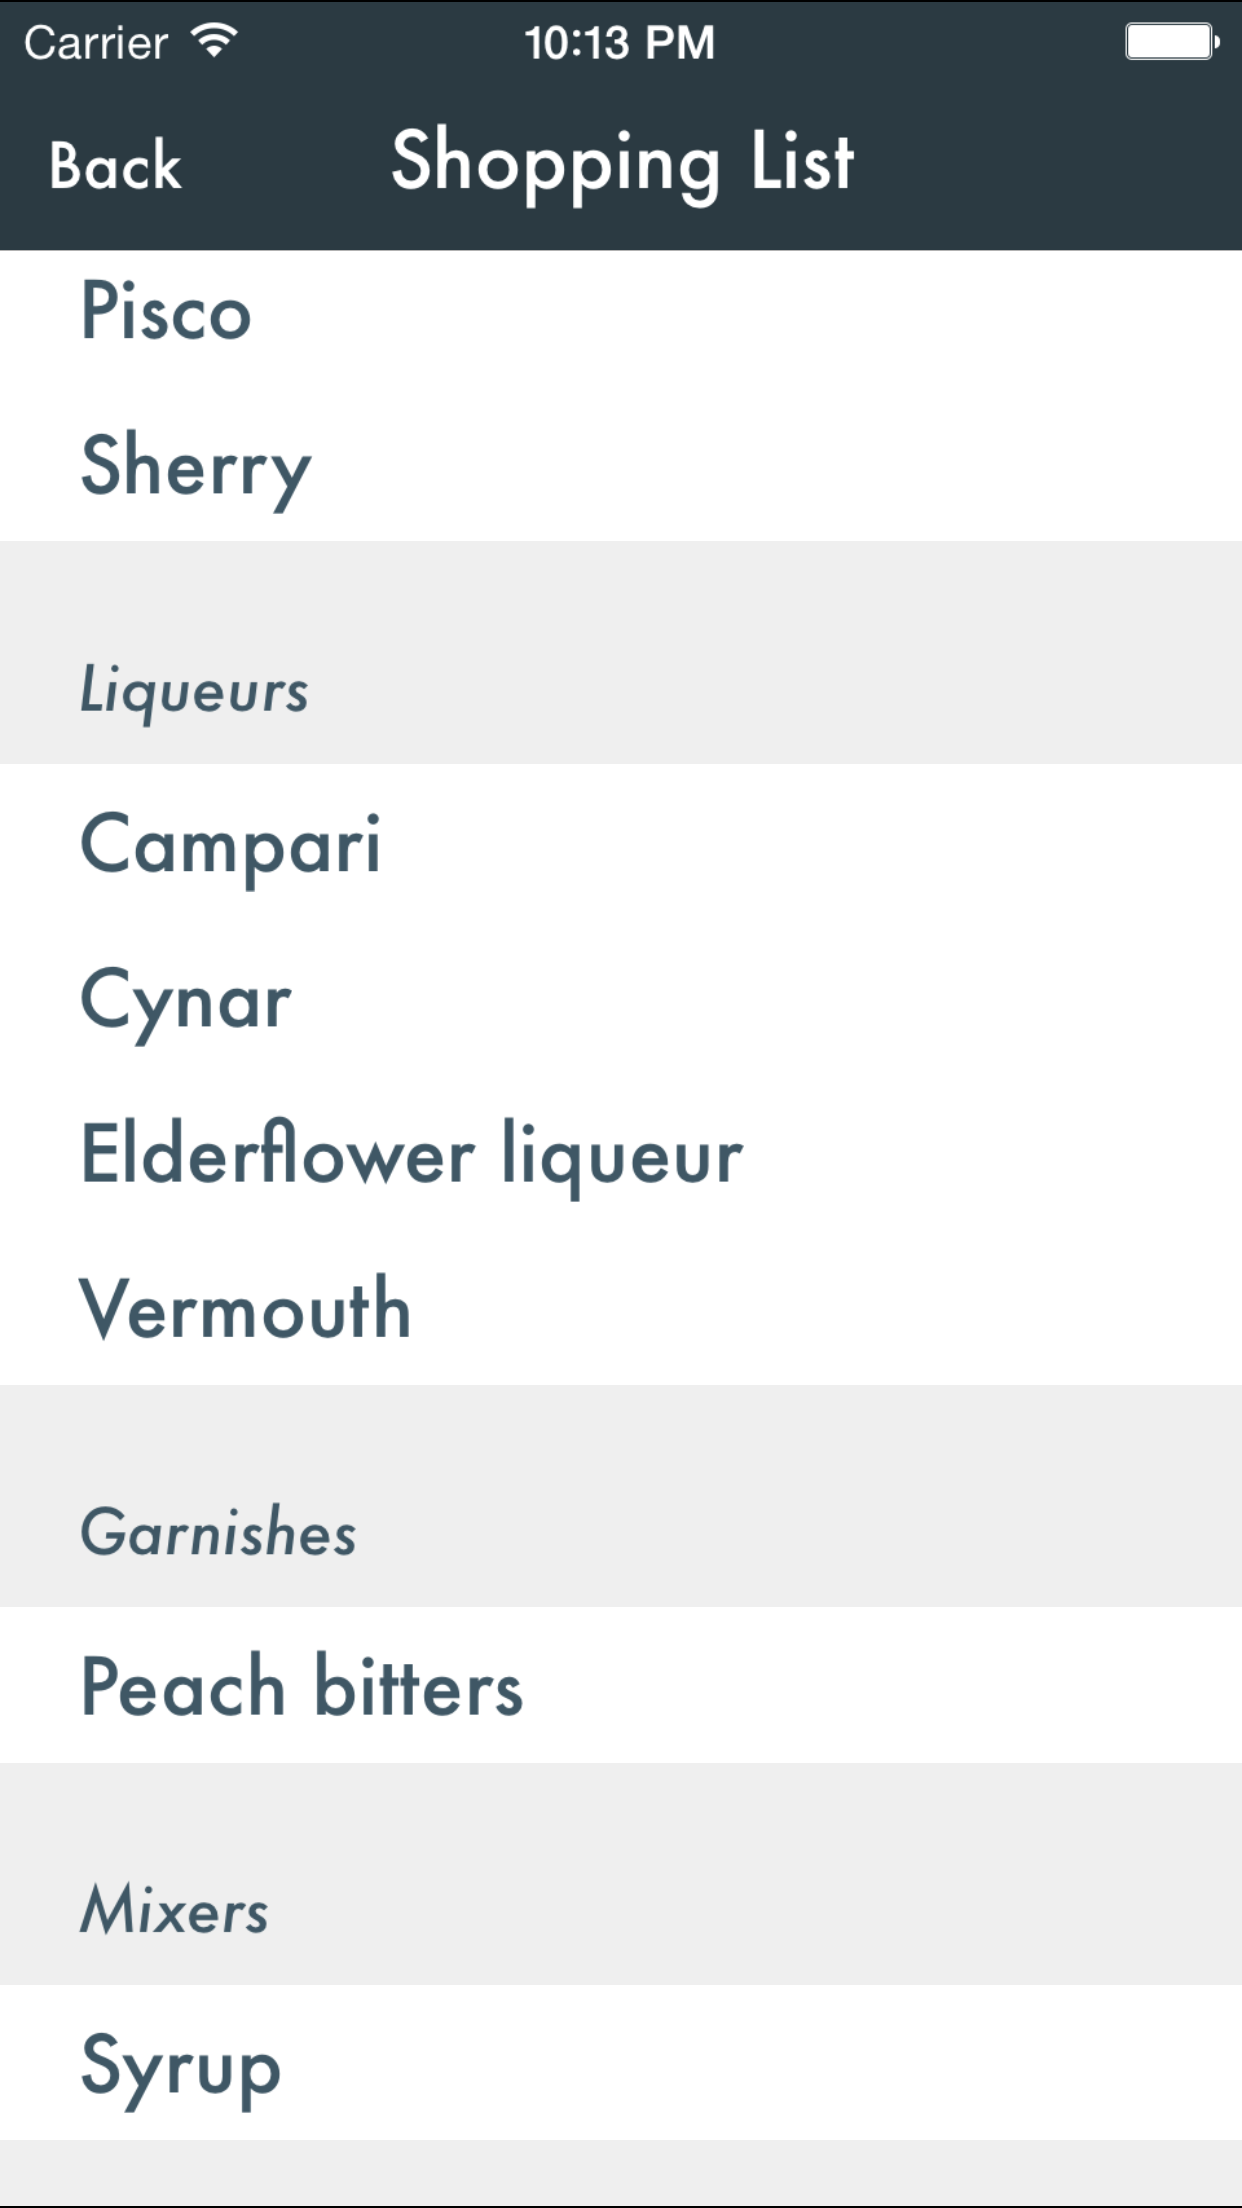 Carrier 10:13 PM
Back Shopping List
Pisco
Sherry
Liqueurs
Campari
Cynar
Elderflower liqueur
Vermouth
Garnishes
Peach bitters
Mixers
Syrup